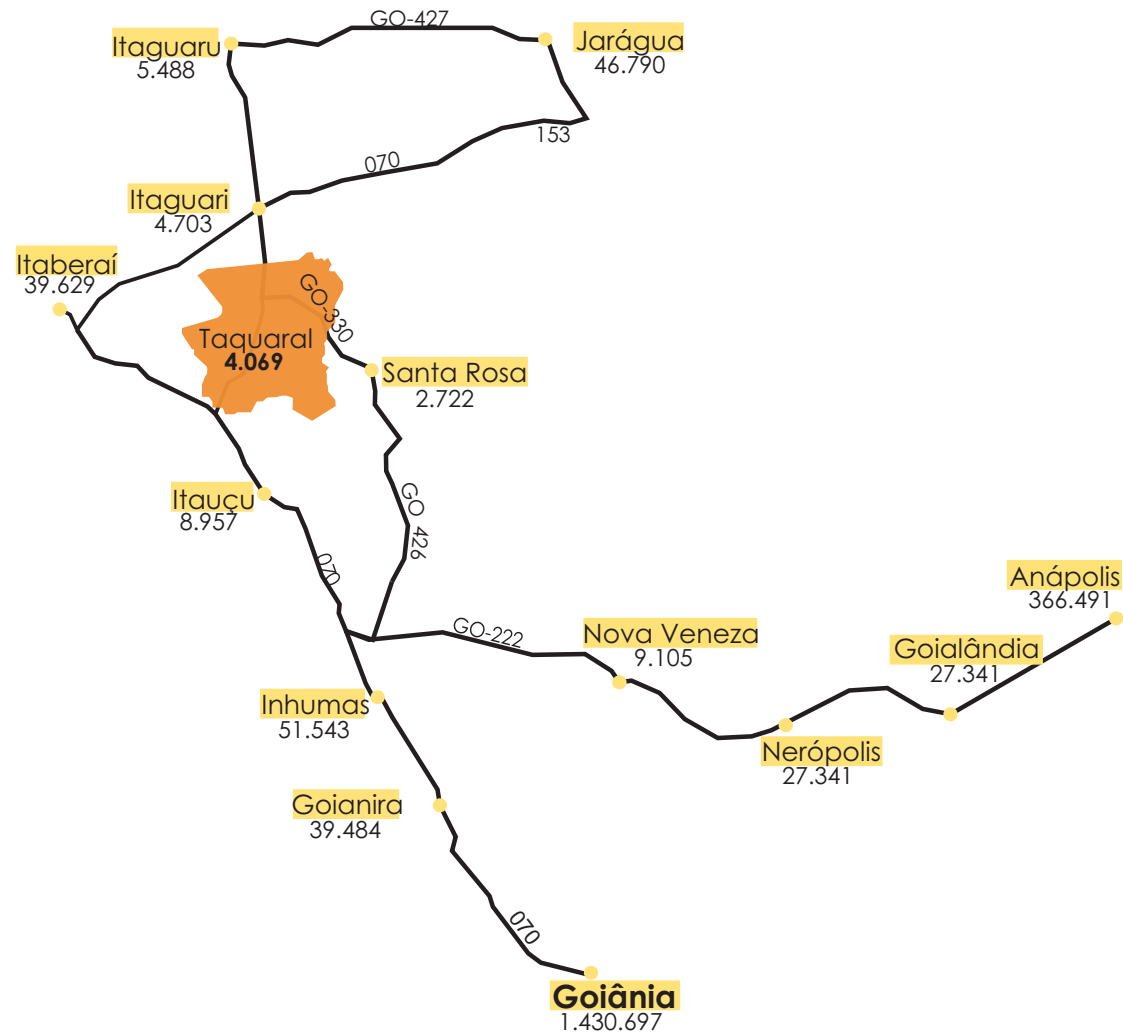 GO-427
Itaguaru
5.488
Jarágua
46.790
153
070
Itaguari
4.703
Itaberaí
39.629
GO-330
Taquaral
4.069
Santa Rosa
2.722
Itauçu
8.957
GO 426
070
Anápolis
366.491
GO-222
Nova Veneza
9.105
Goialândia
27.341
Inhumas
51.543
Nerópolis
27.341
Goianira
39.484
070
Goiânia
1.430.697